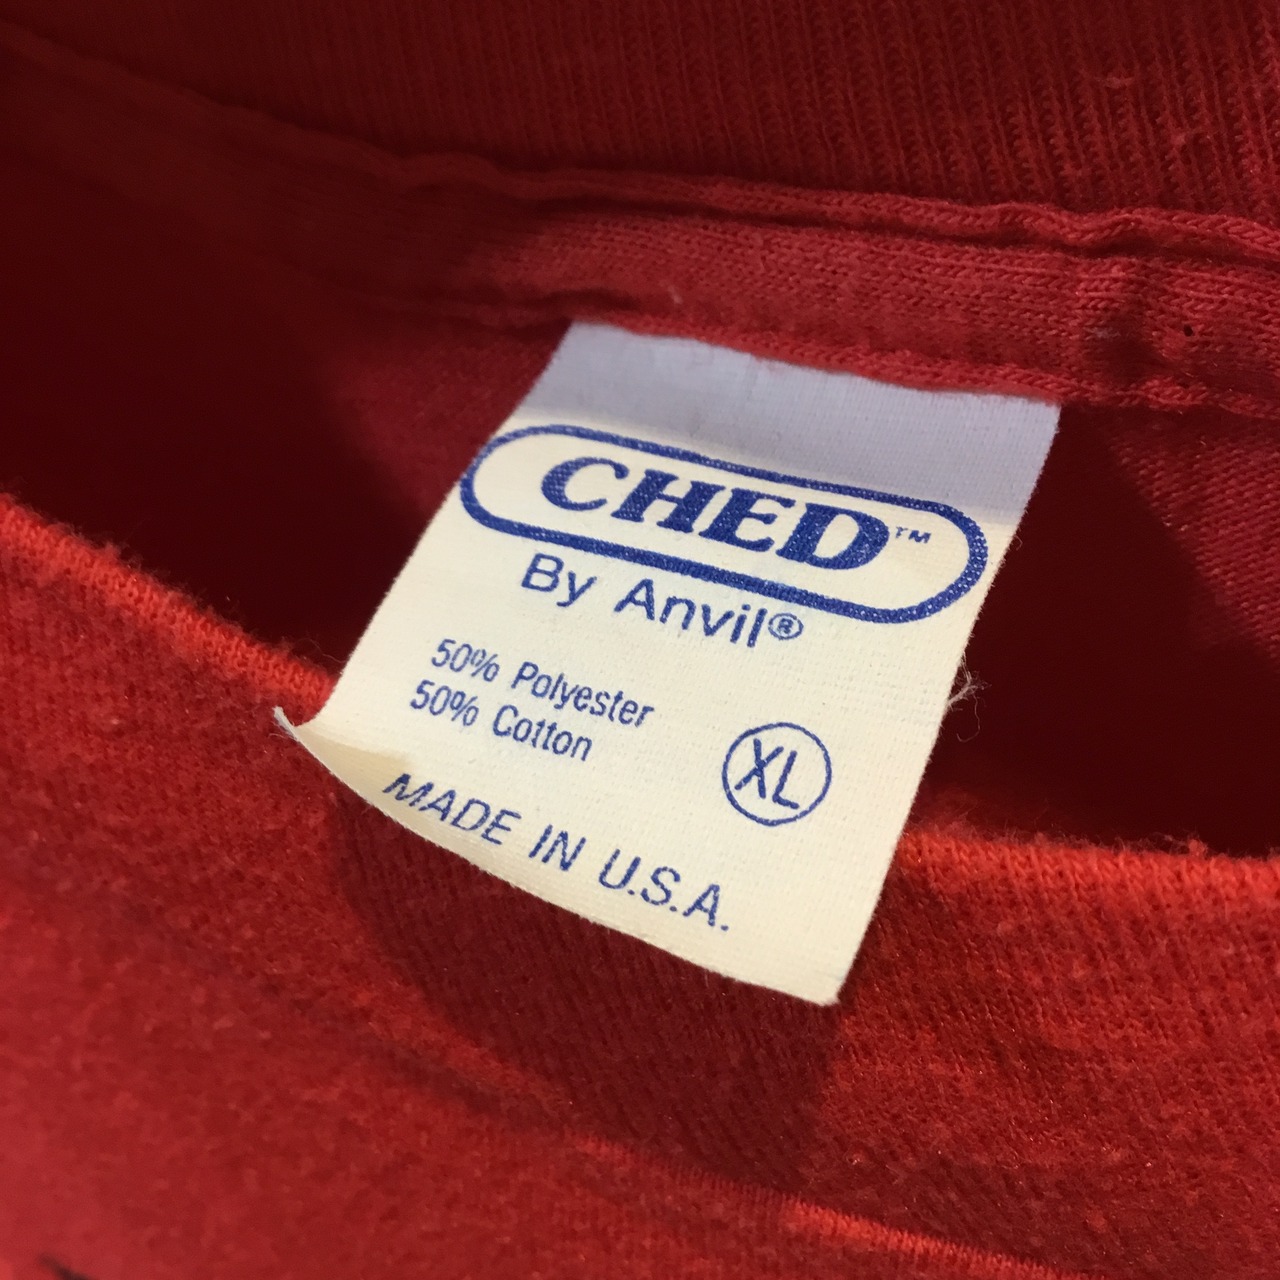 CHED™
By Anvil®
50% Polyester
50% Cotton
XL
MADE IN U.S.A.